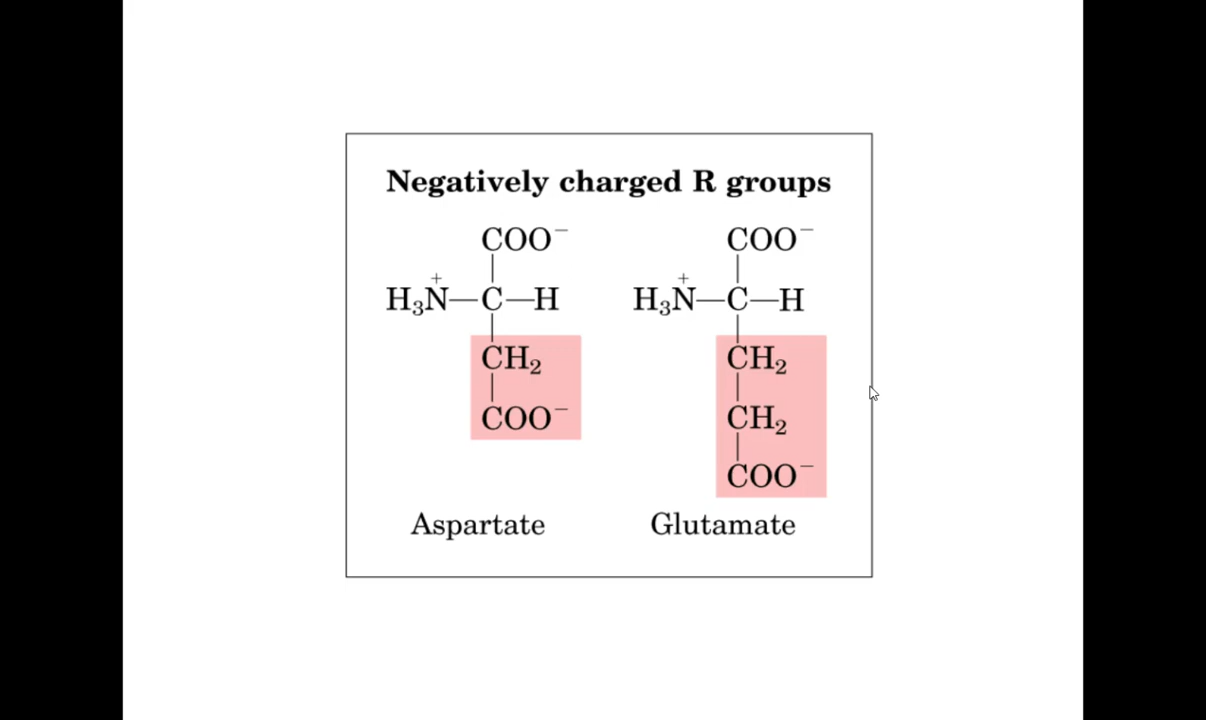 Negatively charged R groups
COO⁻ COO⁻
H₃N⁺—C—H H₃N⁺—C—H
CH₂ CH₂
COO⁻ CH₂
COO⁻
Aspartate Glutamate